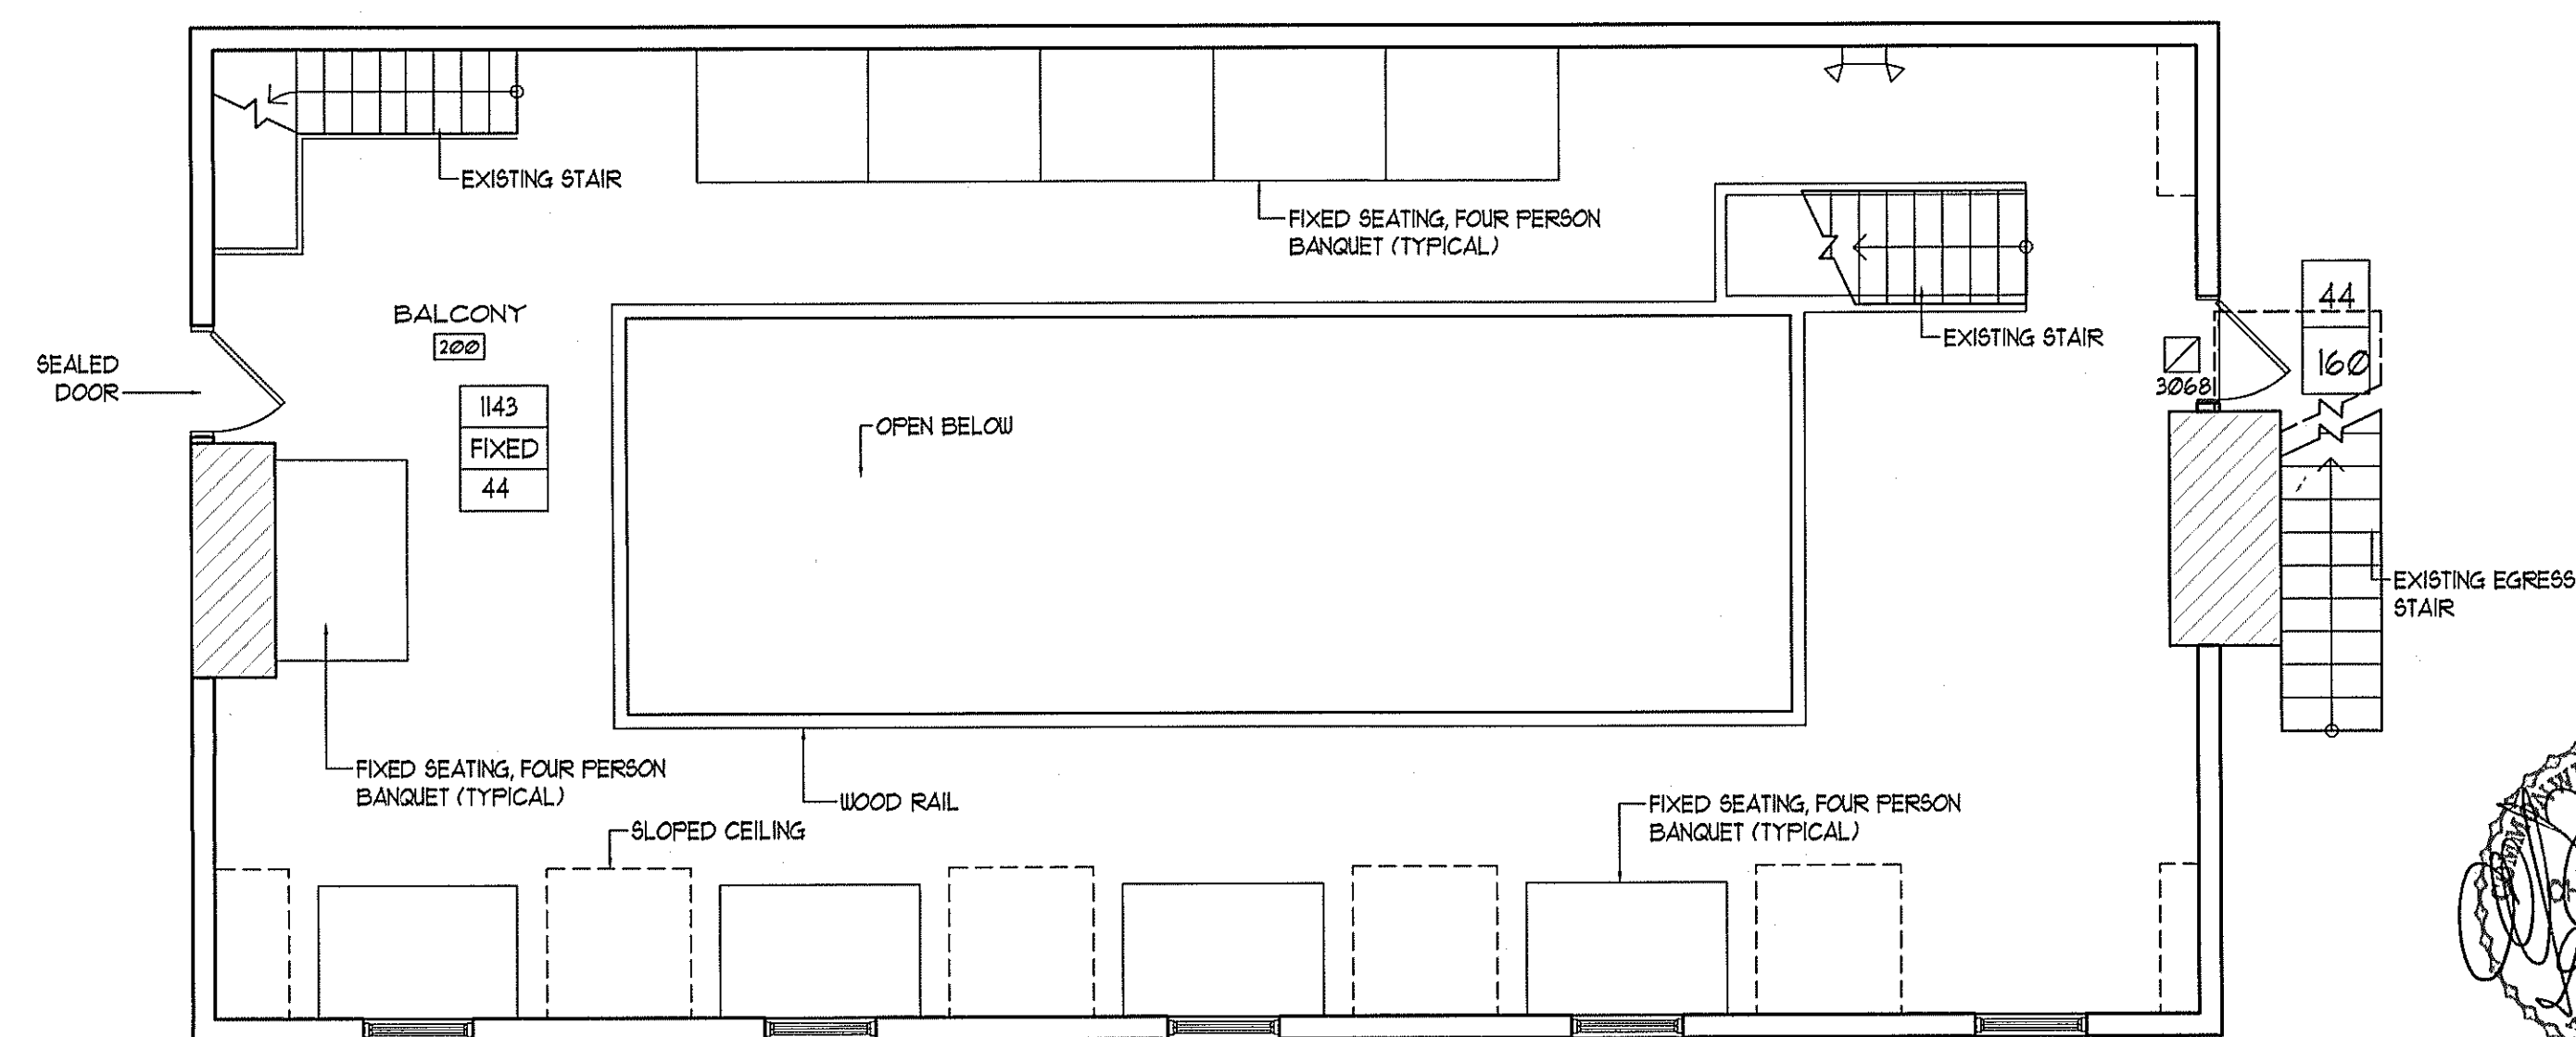 EXISTING STAIR
FIXED SEATING, FOUR PERSON
BANQUET (TYPICAL)
BALCONY
200
SEALED
DOOR
1143
FIXED
44
OPEN BELOW
EXISTING STAIR
44
160
3068
EXISTING EGRESS
STAIR
FIXED SEATING, FOUR PERSON
BANQUET (TYPICAL)
WOOD RAIL
SLOPED CEILING
FIXED SEATING, FOUR PERSON
BANQUET (TYPICAL)